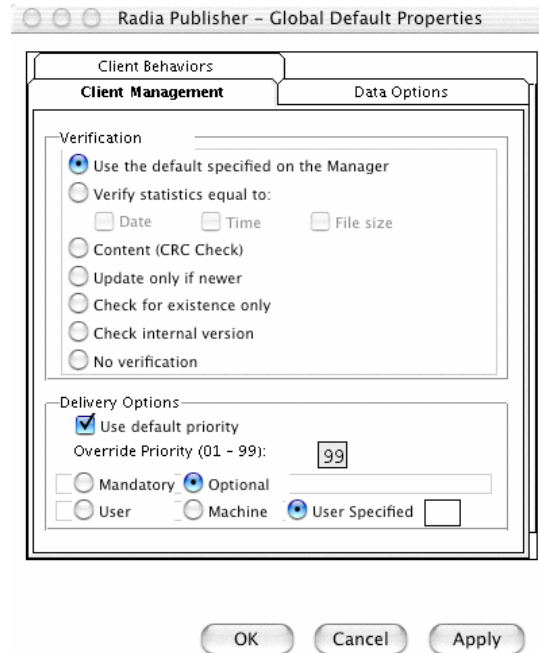 Radia Publisher – Global Default Properties
Client Behaviors
Client Management
Data Options
Verification
Use the default specified on the Manager
Verify statistics equal to:
Date Time File size
Content (CRC Check)
Update only if newer
Check for existence only
Check internal version
No verification
Delivery Options
Use default priority
Override Priority (01 - 99): 99
Mandatory Optional
User Machine User Specified
OK Cancel Apply